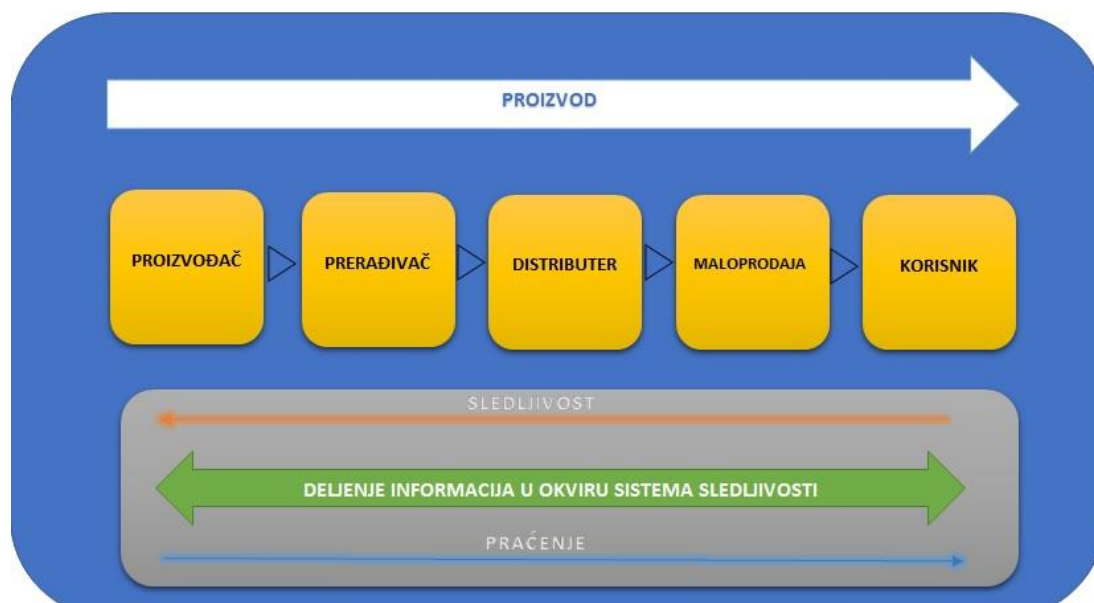 PROIZVOD
PROIZVOĐAČ
PRERAĐIVAČ
DISTRIBUTER
MALOPRODAJA
KORISNIK
SLEDLJIVOST
DELJENJE INFORMACIJA U OKVIRU SISTEMA SLEDLJIVOSTI
PRAĆENJE